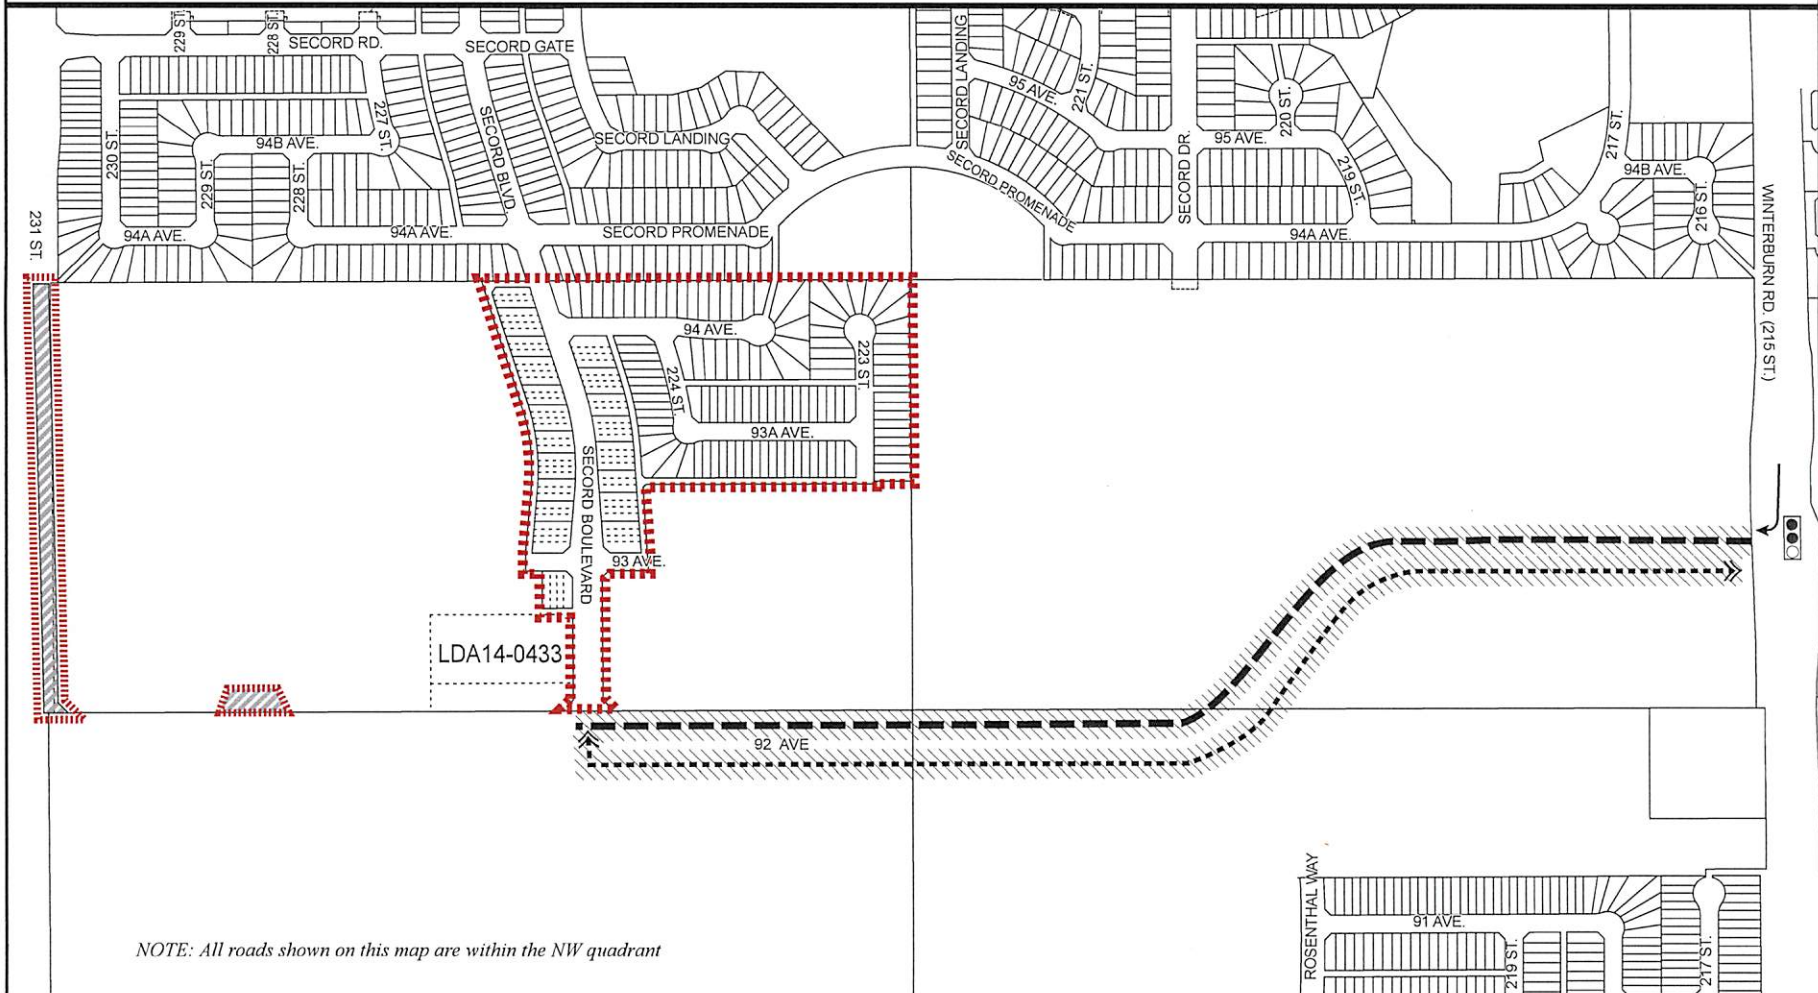 229 ST.
228 ST.
SECORD RD.
SECORD GATE
SECORD LANDING
95 AVE.
221 ST.
220 ST.
217 ST.
227 ST.
SECORD BLVD.
SECORD LANDING
230 ST.
94B AVE.
229 ST.
228 ST.
SECORD DR.
95 AVE.
219 ST.
94B AVE.
216 ST.
SECORD PROMENADE
231 ST.
94A AVE.
94A AVE.
SECORD PROMENADE
94A AVE.
WINTERBURN RD. (215 ST.)
94 AVE.
223 ST.
224 ST.
93A AVE.
SECORD BOULEVARD
93 AVE.
LDA14-0433
92 AVE
ROSENTHAL WAY
91 AVE.
219 ST.
217 ST.
NOTE: All roads shown on this map are within the NW quadrant